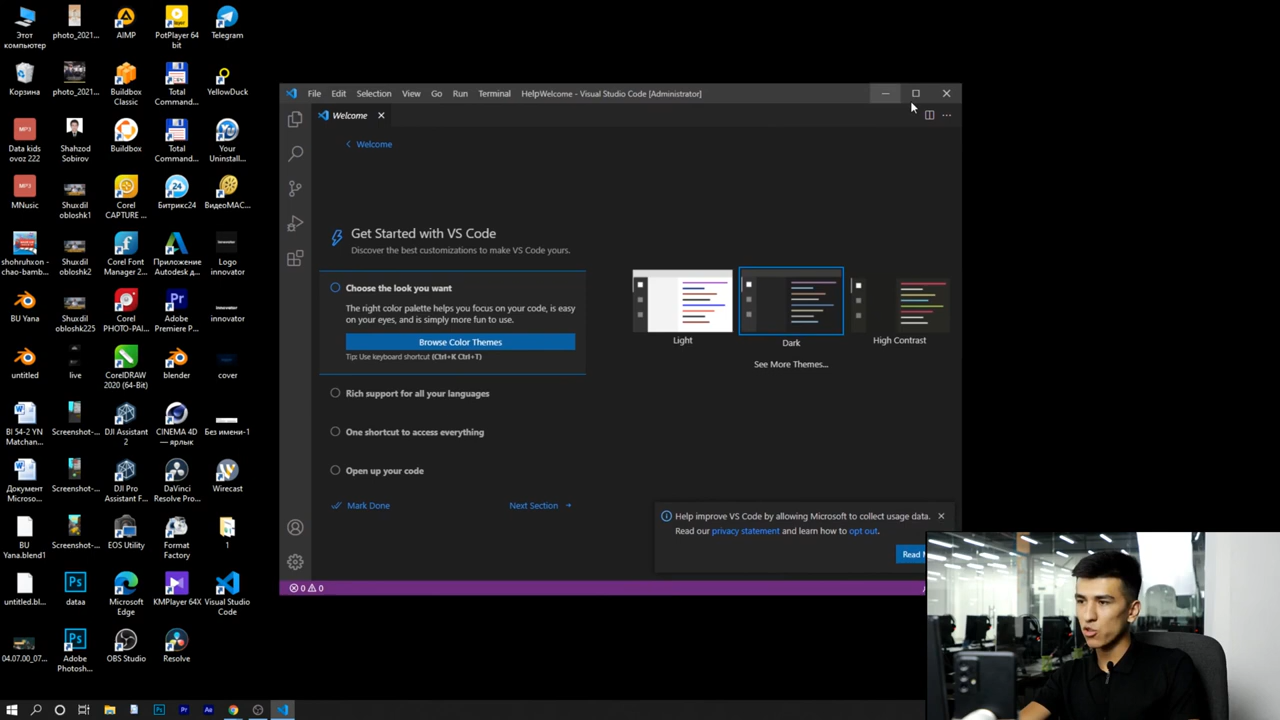 Этот
компьютер
photo_2021...
AIMP
PotPlayer 64
bit
Telegram
Корзина
photo_2021...
Buildbox
Classic
Total
Comman...
YellowDuck
Data kids
ovoz 222
Shahzod
Sobirov
Buildbox
Total
Comman...
Your
Uninstall...
MNusic
Shuxdil
obloshk1
Corel
CAPTURE ...
Битрикс24
ВидеоМАС...
shohruhxon -
chao-bamb...
Shuxdil
obloshk2
Corel Font
Manager 2...
Приложение
Autodesk д...
Logo
innovator
BU Yana
Shuxdil
obloshk225
Corel
PHOTO-PAI...
Adobe
Premiere P...
innovator
untitled
live
CorelDRAW
2020 (64-Bit)
blender
cover
BI 54-2 YN
Matchan...
Screenshot-...
DJI Assistant
2
CINEMA 4D
— ярлык
Без имени-1
Документ
Microso...
Screenshot-...
DJI Pro
Assistant F...
DaVinci
Resolve Pro...
Wirecast
BU
Yana.blend1
Screenshot-...
EOS Utility
Format
Factory
1
untitled.bl...
dataa
Microsoft
Edge
KMPlayer 64X
Visual Studio
Code
04.07.00_07...
Adobe
Photosh...
OBS Studio
Resolve
File Edit Selection View Go Run Terminal HelpWelcome - Visual Studio Code [Administrator]
Welcome
Welcome
Get Started with VS Code
Discover the best customizations to make VS Code yours.
Choose the look you want
The right color palette helps you focus on your code, is easy
on your eyes, and is simply more fun to use.
Browse Color Themes
Tip: Use keyboard shortcut (Ctrl+K Ctrl+T)
Rich support for all your languages
One shortcut to access everything
Open up your code
Mark Done
Next Section
Light
Dark
High Contrast
See More Themes...
Help improve VS Code by allowing Microsoft to collect usage data.
Read our privacy statement and learn how to opt out.
Read
0 0